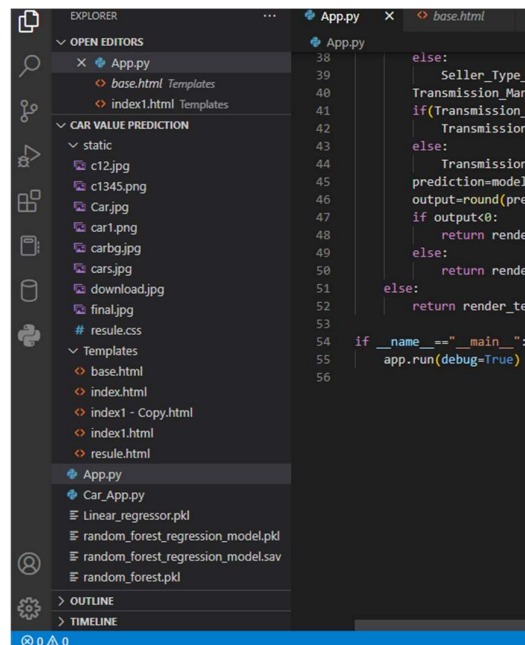 EXPLORER ...
OPEN EDITORS
App.py
base.html Templates
index1.html Templates
CAR VALUE PREDICTION
static
c12.jpg
c1345.png
Car.jpg
car1.png
carbg.jpg
cars.jpg
download.jpg
final.jpg
# resule.css
Templates
base.html
index.html
index1 - Copy.html
index1.html
resule.html
App.py
Car_App.py
Linear_regressor.pkl
random_forest_regression_model.pkl
random_forest_regression_model.sav
random_forest.pkl
OUTLINE
TIMELINE
0 0
App.py base.html
App.py
38 else:
39 Seller_Type_
40 Transmission_Man
41 if(Transmission_
42 Transmission
43 else:
44 Transmission
45 prediction=model
46 output=round(pre
47 if output<0:
48 return rende
49 else:
50 return rende
51 else:
52 return render_te
53
54 if __name__=="__main__":
55 app.run(debug=True)
56